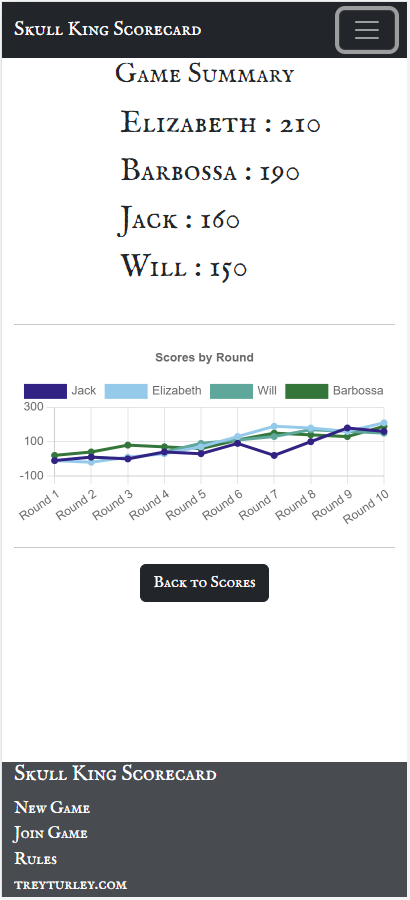 Skull King Scorecard
Game Summary
Elizabeth : 210
Barbossa : 190
Jack : 160
Will : 150
Scores by Round
Jack Elizabeth Will Barbossa
300
100
-100
Round 1 Round 2 Round 3 Round 4 Round 5 Round 6 Round 7 Round 8 Round 9 Round 10
Back to Scores
Skull King Scorecard
New Game
Join Game
Rules
treyturley.com